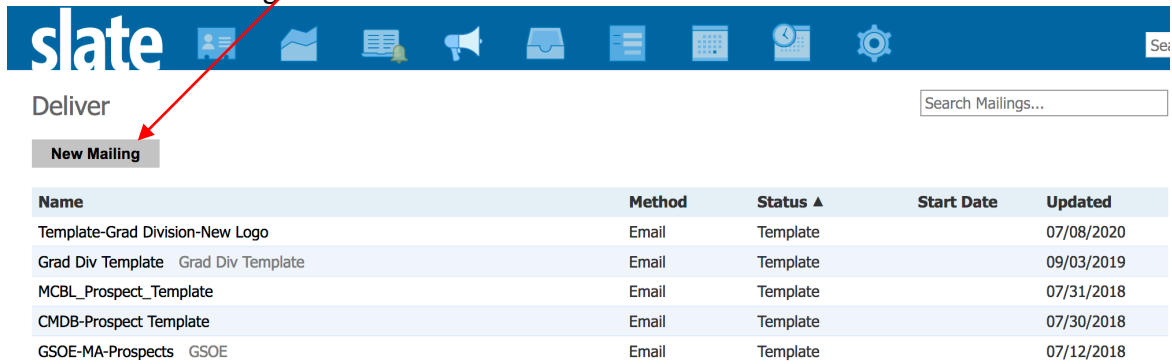 slate
Sea
Deliver
Search Mailings...
New Mailing
Name Method Status ▲ Start Date Updated
Template-Grad Division-New Logo Email Template 07/08/2020
Grad Div Template Grad Div Template Email Template 09/03/2019
MCBL_Prospect_Template Email Template 07/31/2018
CMDB-Prospect Template Email Template 07/30/2018
GSOE-MA-Prospects GSOE Email Template 07/12/2018